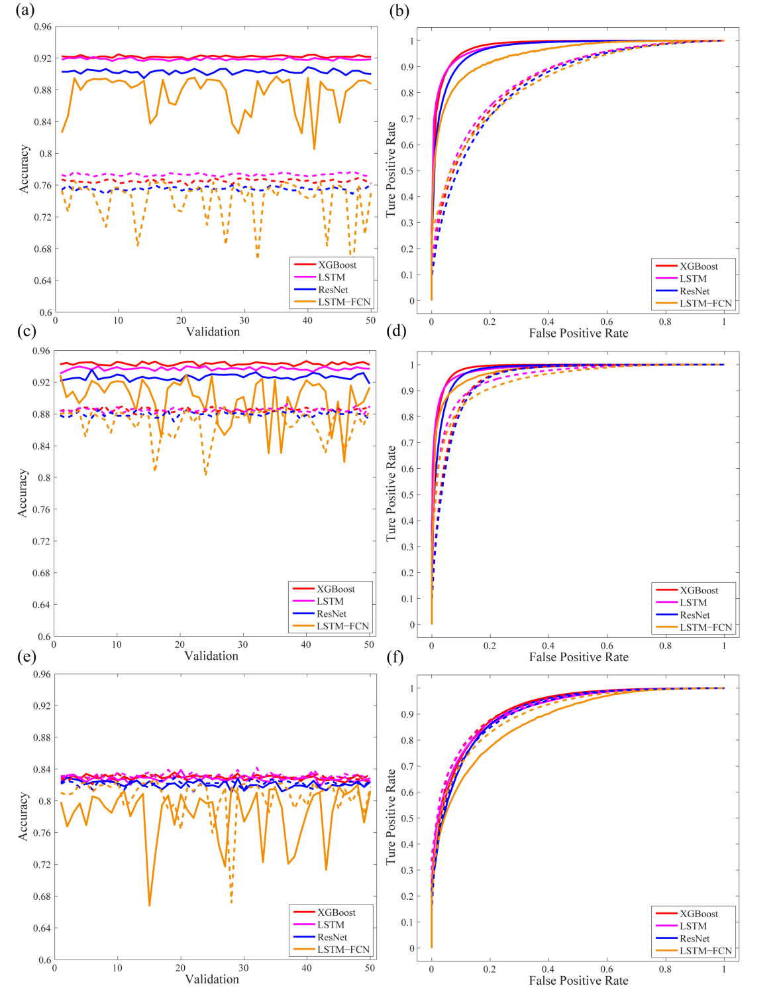 (a)
0.96
0.92
0.88
0.84
0.8
0.76
0.72
0.68
0.64
0.6
Accuracy
0 10 20 30 40 50
Validation
XGBoost
LSTM
ResNet
LSTM−FCN
(b)
1
0.9
0.8
0.7
0.6
0.5
0.4
0.3
0.2
0.1
0
Ture Positive Rate
0 0.2 0.4 0.6 0.8 1
False Positive Rate
XGBoost
LSTM
ResNet
LSTM−FCN
(c)
0.96
0.92
0.88
0.84
0.8
0.76
0.72
0.68
0.64
0.6
Accuracy
0 10 20 30 40 50
Validation
XGBoost
LSTM
ResNet
LSTM−FCN
(d)
1
0.9
0.8
0.7
0.6
0.5
0.4
0.3
0.2
0.1
0
Ture Positive Rate
0 0.2 0.4 0.6 0.8 1
False Positive Rate
XGBoost
LSTM
ResNet
LSTM−FCN
(e)
0.96
0.92
0.88
0.84
0.8
0.76
0.72
0.68
0.64
0.6
Accuracy
0 10 20 30 40 50
Validation
XGBoost
LSTM
ResNet
LSTM−FCN
(f)
1
0.9
0.8
0.7
0.6
0.5
0.4
0.3
0.2
0.1
0
Ture Positive Rate
0 0.2 0.4 0.6 0.8 1
False Positive Rate
XGBoost
LSTM
ResNet
LSTM−FCN